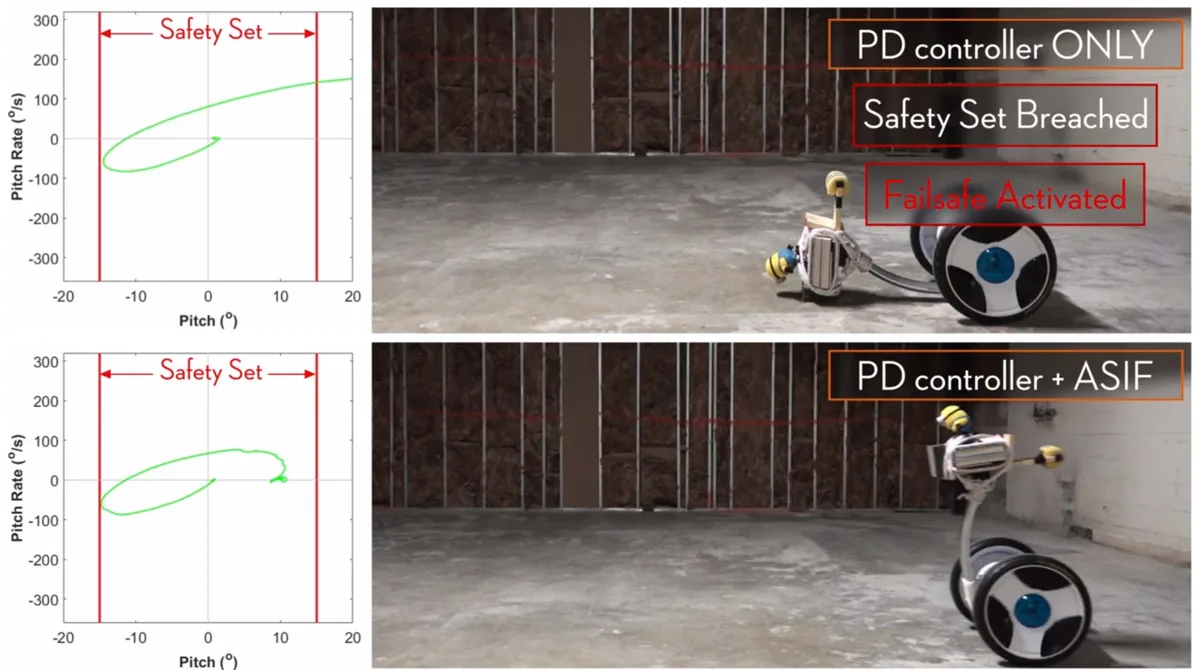 300
200
100
0
-100
-200
-300
Pitch Rate (°/s)
Safety Set
-20 -10 0 10 20
Pitch (°)
PD controller ONLY
Safety Set Breached
Failsafe Activated
300
200
100
0
-100
-200
-300
Pitch Rate (°/s)
Safety Set
-20 -10 0 10 20
Pitch (°)
PD controller + ASIF